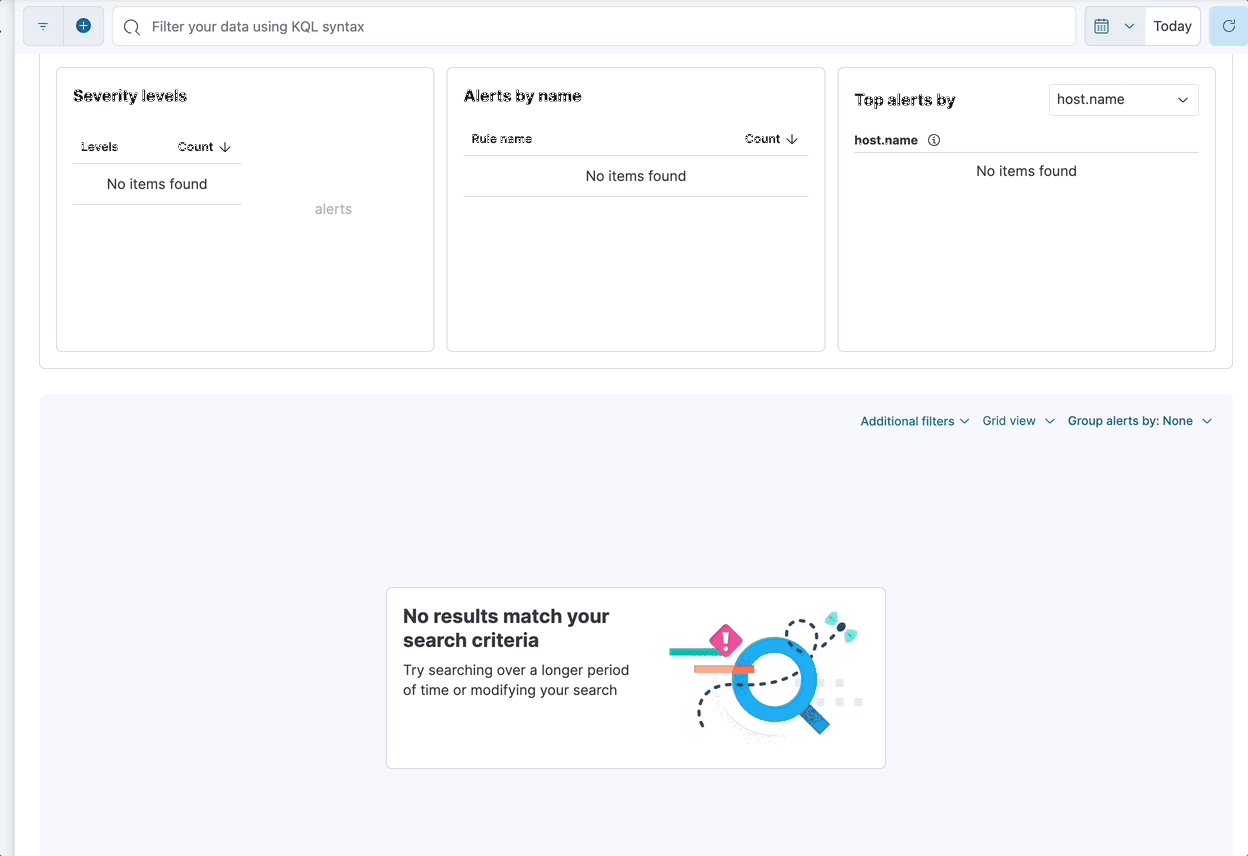 Filter your data using KQL syntax
Today
Severity levels
Levels
Count
No items found
alerts
Alerts by name
Rule name
Count
No items found
Top alerts by
host.name
host.name
No items found
Additional filters
Grid view
Group alerts by: None
No results match your
search criteria
Try searching over a longer period
of time or modifying your search